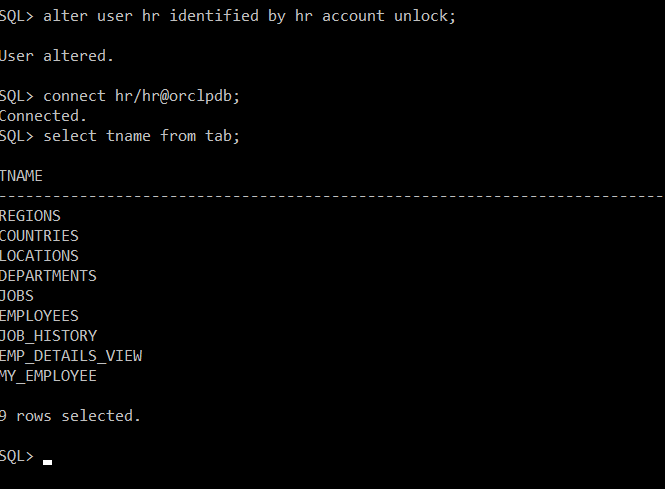 SQL> alter user hr identified by hr account unlock;
User altered.
SQL> connect hr/hr@orclpdb;
Connected.
SQL> select tname from tab;
TNAME
--------------------------------------------------------------------------
REGIONS
COUNTRIES
LOCATIONS
DEPARTMENTS
JOBS
EMPLOYEES
JOB_HISTORY
EMP_DETAILS_VIEW
MY_EMPLOYEE
9 rows selected.
SQL>